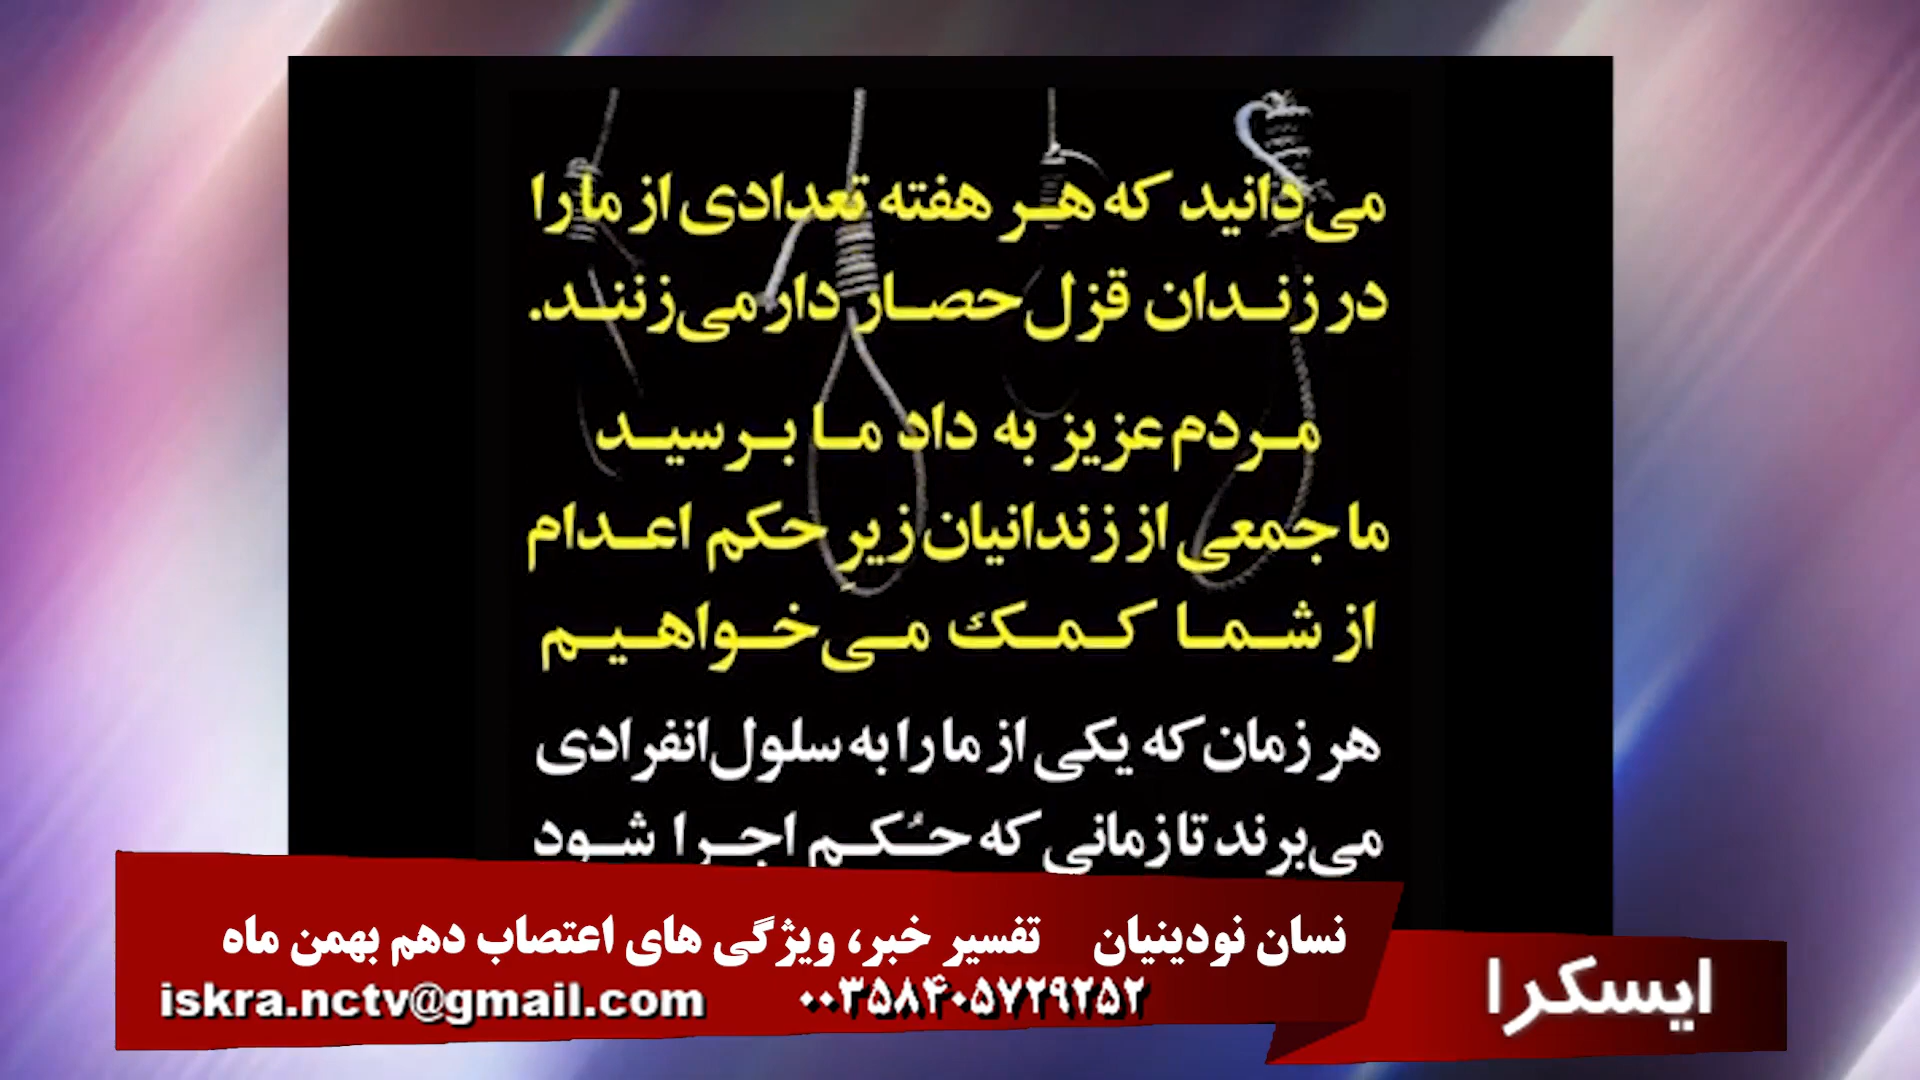 می‌دانید که هر هفته تعدادی از ما را
در زندان قزل‌حصار دار می‌زنند.
مردم عزیز به داد ما برسید
ما جمعی از زندانیان زیر حکم اعدام
از شما کمک می‌خواهیم
هر زمان که یکی از ما را به سلول انفرادی
می‌برند تا زمانی که حُکم اجرا شود
نسان نودینیان تفسیر خبر، ویژگی های اعتصاب دهم بهمن ماه
iskra.nctv@gmail.com ۰۰۳۵۸۴۰۵۷۲۹۲۵۲
ایسکرا